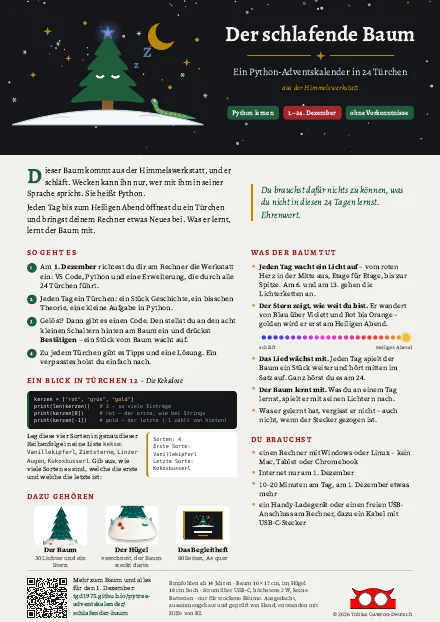 Der schlafende Baum
Ein Python-Adventskalender in 24 Türchen
aus der Himmelswerkstatt
Python lernen
1.–24. Dezember
ohne Vorkenntnisse
z
z
Dieser Baum kommt aus der Himmelswerkstatt, und er
schläft. Wecken kann ihn nur, wer mit ihm in seiner
Sprache spricht. Sie heißt Python.
Jeden Tag bis zum Heiligen Abend öffnest du ein Türchen
und bringst deinem Rechner etwas Neues bei. Was er lernt,
lernt der Baum mit.
Du brauchst dafür nichts zu können, was
du nicht in diesen 24 Tagen lernst.
Ehrenwort.
SO GEHT ES
1 Am 1. Dezember richtest du dir am Rechner die Werkstatt
ein: VS Code, Python und eine Erweiterung, die durch alle
24 Türchen führt.
2 Jeden Tag ein Türchen: ein Stück Geschichte, ein bisschen
Theorie, eine kleine Aufgabe in Python.
3 Gelöst? Dann gibt es einen Code. Den stellst du an den acht
kleinen Schaltern hinten am Baum ein und drückst
Bestätigen – ein Stück vom Baum wacht auf.
4 Zu jedem Türchen gibt es Tipps und eine Lösung. Ein
verpasstes holst du einfach nach.
EIN BLICK IN TÜRCHEN 12 – Die Keksdose
kerzen = ["rot", "grün", "gold"]
print(len(kerzen)) # 3 – so viele Einträge
print(kerzen[0]) # rot – der erste, wie bei Strings
print(kerzen[-1]) # gold – der letzte (-1 zählt von hinten)
Leg diese vier Sorten in genau dieser
Reihenfolge in eine Liste kekse:
Vanillekipferl, Zimtsterne, Linzer
Augen, Kokosbusserl. Gib aus, wie
viele Sorten es sind, welche die erste
und welche die letzte ist:
Sorten: 4
Erste Sorte:
Vanillekipferl
Letzte Sorte:
Kokosbusserl
DAZU GEHÖREN
Der Baum
30 Lichter und ein
Stern
Der Hügel
verschneit, der Baum
steckt darin
Das Begleitheft
80 Seiten, A4 quer
WAS DER BAUM TUT
Jeden Tag wacht ein Licht auf – vom roten
Herz in der Mitte aus, Etage für Etage, bis zur
Spitze. Am 6. und am 13. gehen die
Lichterketten an.
Der Stern zeigt, wie weit du bist. Er wandert
von Blau über Violett und Rot bis Orange –
golden wird er erst am Heiligen Abend.
schläft
Heiliger Abend
Das Lied wächst mit. Jeden Tag spielt der
Baum ein Stück weiter und hört mitten im
Satz auf. Ganz hörst du es am 24.
Der Baum lernt mit. Was du an einem Tag
lernst, spielt er mit seinen Lichtern nach.
Was er gelernt hat, vergisst er nicht – auch
nicht, wenn der Stecker gezogen ist.
DU BRAUCHST
einen Rechner mit Windows oder Linux – kein
Mac, Tablet oder Chromebook
Internet nur am 1. Dezember
10–20 Minuten am Tag, am 1. Dezember etwas
mehr
ein Handy-Ladegerät oder einen freien USB-
Anschluss am Rechner, dazu ein Kabel mit
USB-C-Stecker
Mehr zum Baum und alles
für den 1. Dezember:
tgd1975.github.io/pytree-
adventskalender/
schlafender-baum
Empfohlen ab 14 Jahren · Baum 10 × 17 cm, im Hügel
18 cm hoch · Strom über USB-C, höchstens 2 W, keine
Batterien · nur für trockene Räume. Ausgedacht,
zusammengebaut und geprüft von Hand, entstanden mit
Hilfe von KI.
© 2026 Tobias Gaweon-Deutsch